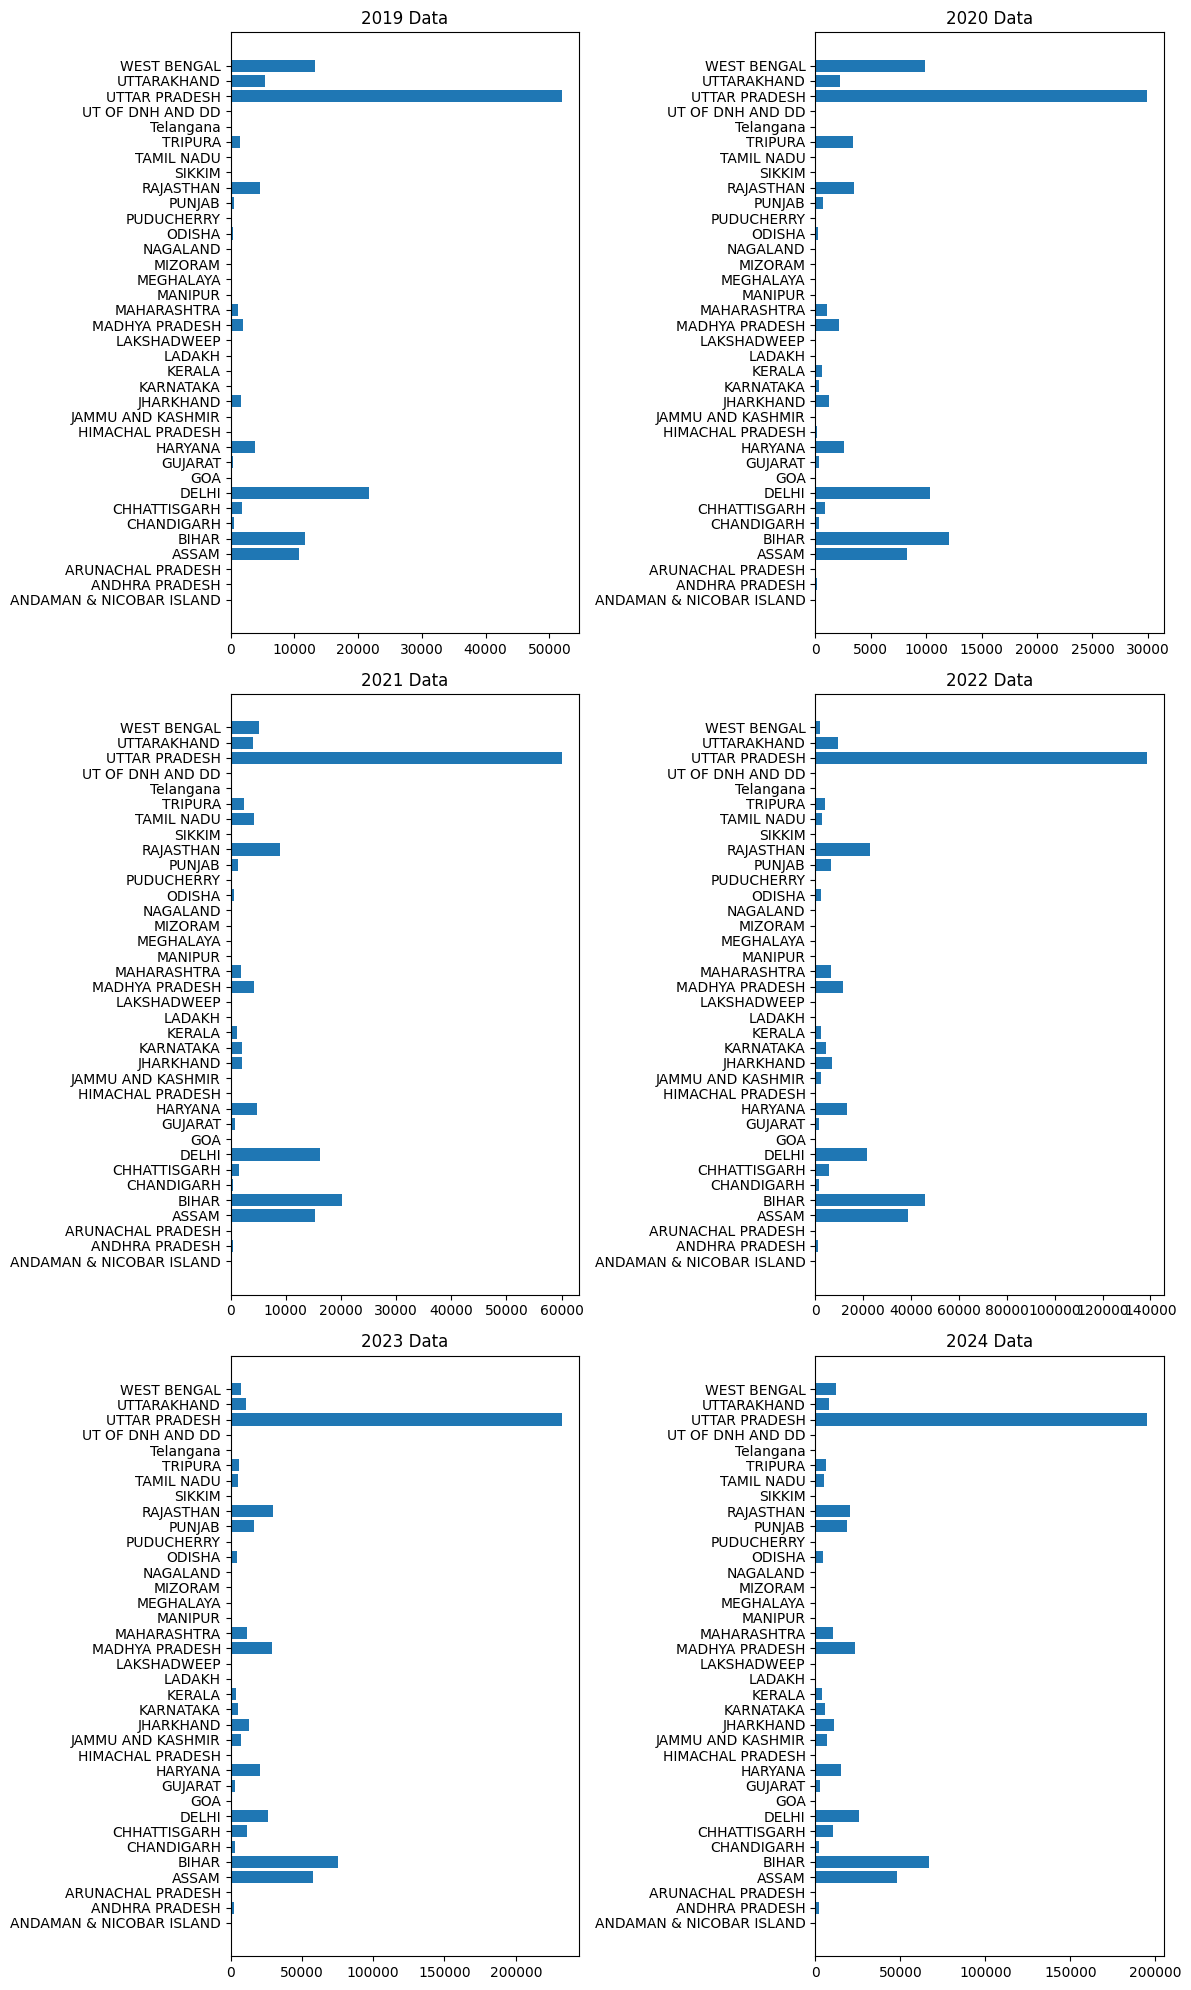 2019 Data
WEST BENGAL
UTTARAKHAND
UTTAR PRADESH
UT OF DNH AND DD
Telangana
TRIPURA
TAMIL NADU
SIKKIM
RAJASTHAN
PUNJAB
PUDUCHERRY
ODISHA
NAGALAND
MIZORAM
MEGHALAYA
MANIPUR
MAHARASHTRA
MADHYA PRADESH
LAKSHADWEEP
LADAKH
KERALA
KARNATAKA
JHARKHAND
JAMMU AND KASHMIR
HIMACHAL PRADESH
HARYANA
GUJARAT
GOA
DELHI
CHHATTISGARH
CHANDIGARH
BIHAR
ASSAM
ARUNACHAL PRADESH
ANDHRA PRADESH
ANDAMAN & NICOBAR ISLAND
0 10000 20000 30000 40000 50000
2020 Data
WEST BENGAL
UTTARAKHAND
UTTAR PRADESH
UT OF DNH AND DD
Telangana
TRIPURA
TAMIL NADU
SIKKIM
RAJASTHAN
PUNJAB
PUDUCHERRY
ODISHA
NAGALAND
MIZORAM
MEGHALAYA
MANIPUR
MAHARASHTRA
MADHYA PRADESH
LAKSHADWEEP
LADAKH
KERALA
KARNATAKA
JHARKHAND
JAMMU AND KASHMIR
HIMACHAL PRADESH
HARYANA
GUJARAT
GOA
DELHI
CHHATTISGARH
CHANDIGARH
BIHAR
ASSAM
ARUNACHAL PRADESH
ANDHRA PRADESH
ANDAMAN & NICOBAR ISLAND
0 5000 10000 15000 20000 25000 30000
2021 Data
WEST BENGAL
UTTARAKHAND
UTTAR PRADESH
UT OF DNH AND DD
Telangana
TRIPURA
TAMIL NADU
SIKKIM
RAJASTHAN
PUNJAB
PUDUCHERRY
ODISHA
NAGALAND
MIZORAM
MEGHALAYA
MANIPUR
MAHARASHTRA
MADHYA PRADESH
LAKSHADWEEP
LADAKH
KERALA
KARNATAKA
JHARKHAND
JAMMU AND KASHMIR
HIMACHAL PRADESH
HARYANA
GUJARAT
GOA
DELHI
CHHATTISGARH
CHANDIGARH
BIHAR
ASSAM
ARUNACHAL PRADESH
ANDHRA PRADESH
ANDAMAN & NICOBAR ISLAND
0 10000 20000 30000 40000 50000 60000
2022 Data
WEST BENGAL
UTTARAKHAND
UTTAR PRADESH
UT OF DNH AND DD
Telangana
TRIPURA
TAMIL NADU
SIKKIM
RAJASTHAN
PUNJAB
PUDUCHERRY
ODISHA
NAGALAND
MIZORAM
MEGHALAYA
MANIPUR
MAHARASHTRA
MADHYA PRADESH
LAKSHADWEEP
LADAKH
KERALA
KARNATAKA
JHARKHAND
JAMMU AND KASHMIR
HIMACHAL PRADESH
HARYANA
GUJARAT
GOA
DELHI
CHHATTISGARH
CHANDIGARH
BIHAR
ASSAM
ARUNACHAL PRADESH
ANDHRA PRADESH
ANDAMAN & NICOBAR ISLAND
0 20000 40000 60000 80000 100000 120000 140000
2023 Data
WEST BENGAL
UTTARAKHAND
UTTAR PRADESH
UT OF DNH AND DD
Telangana
TRIPURA
TAMIL NADU
SIKKIM
RAJASTHAN
PUNJAB
PUDUCHERRY
ODISHA
NAGALAND
MIZORAM
MEGHALAYA
MANIPUR
MAHARASHTRA
MADHYA PRADESH
LAKSHADWEEP
LADAKH
KERALA
KARNATAKA
JHARKHAND
JAMMU AND KASHMIR
HIMACHAL PRADESH
HARYANA
GUJARAT
GOA
DELHI
CHHATTISGARH
CHANDIGARH
BIHAR
ASSAM
ARUNACHAL PRADESH
ANDHRA PRADESH
ANDAMAN & NICOBAR ISLAND
0 50000 100000 150000 200000
2024 Data
WEST BENGAL
UTTARAKHAND
UTTAR PRADESH
UT OF DNH AND DD
Telangana
TRIPURA
TAMIL NADU
SIKKIM
RAJASTHAN
PUNJAB
PUDUCHERRY
ODISHA
NAGALAND
MIZORAM
MEGHALAYA
MANIPUR
MAHARASHTRA
MADHYA PRADESH
LAKSHADWEEP
LADAKH
KERALA
KARNATAKA
JHARKHAND
JAMMU AND KASHMIR
HIMACHAL PRADESH
HARYANA
GUJARAT
GOA
DELHI
CHHATTISGARH
CHANDIGARH
BIHAR
ASSAM
ARUNACHAL PRADESH
ANDHRA PRADESH
ANDAMAN & NICOBAR ISLAND
0 50000 100000 150000 200000